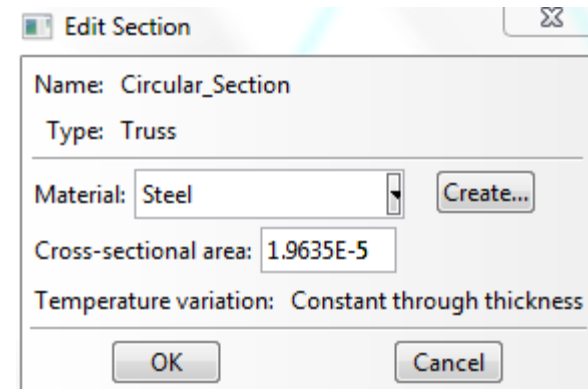 Edit Section
Name: Circular_Section
Type: Truss
Material: Steel Create...
Cross-sectional area: 1.9635E-5
Temperature variation: Constant through thickness
OK Cancel